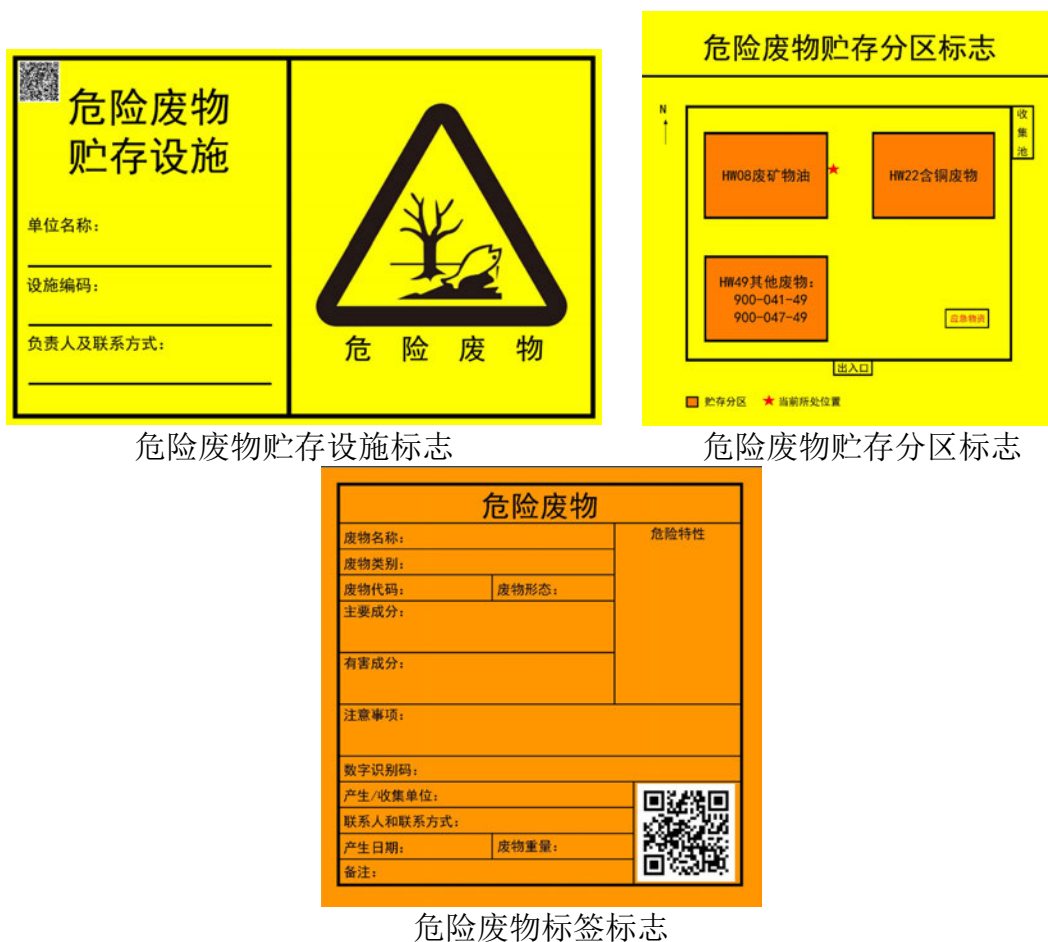 危险废物
贮存设施
单位名称：
设施编码：
负责人及联系方式：
危 险 废 物
危险废物贮存设施标志
危险废物贮存分区标志
N
收集池
HW08废矿物油
HW22含铜废物
HW49其他废物：
900-041-49
900-047-49
应急物资
出入口
贮存分区
当前所处位置
危险废物贮存分区标志
危险废物
废物名称：
危险特性
废物类别：
废物代码：
废物形态：
主要成分：
有害成分：
注意事项：
数字识别码：
产生/收集单位：
联系人和联系方式：
产生日期：
废物重量：
备注：
危险废物标签标志